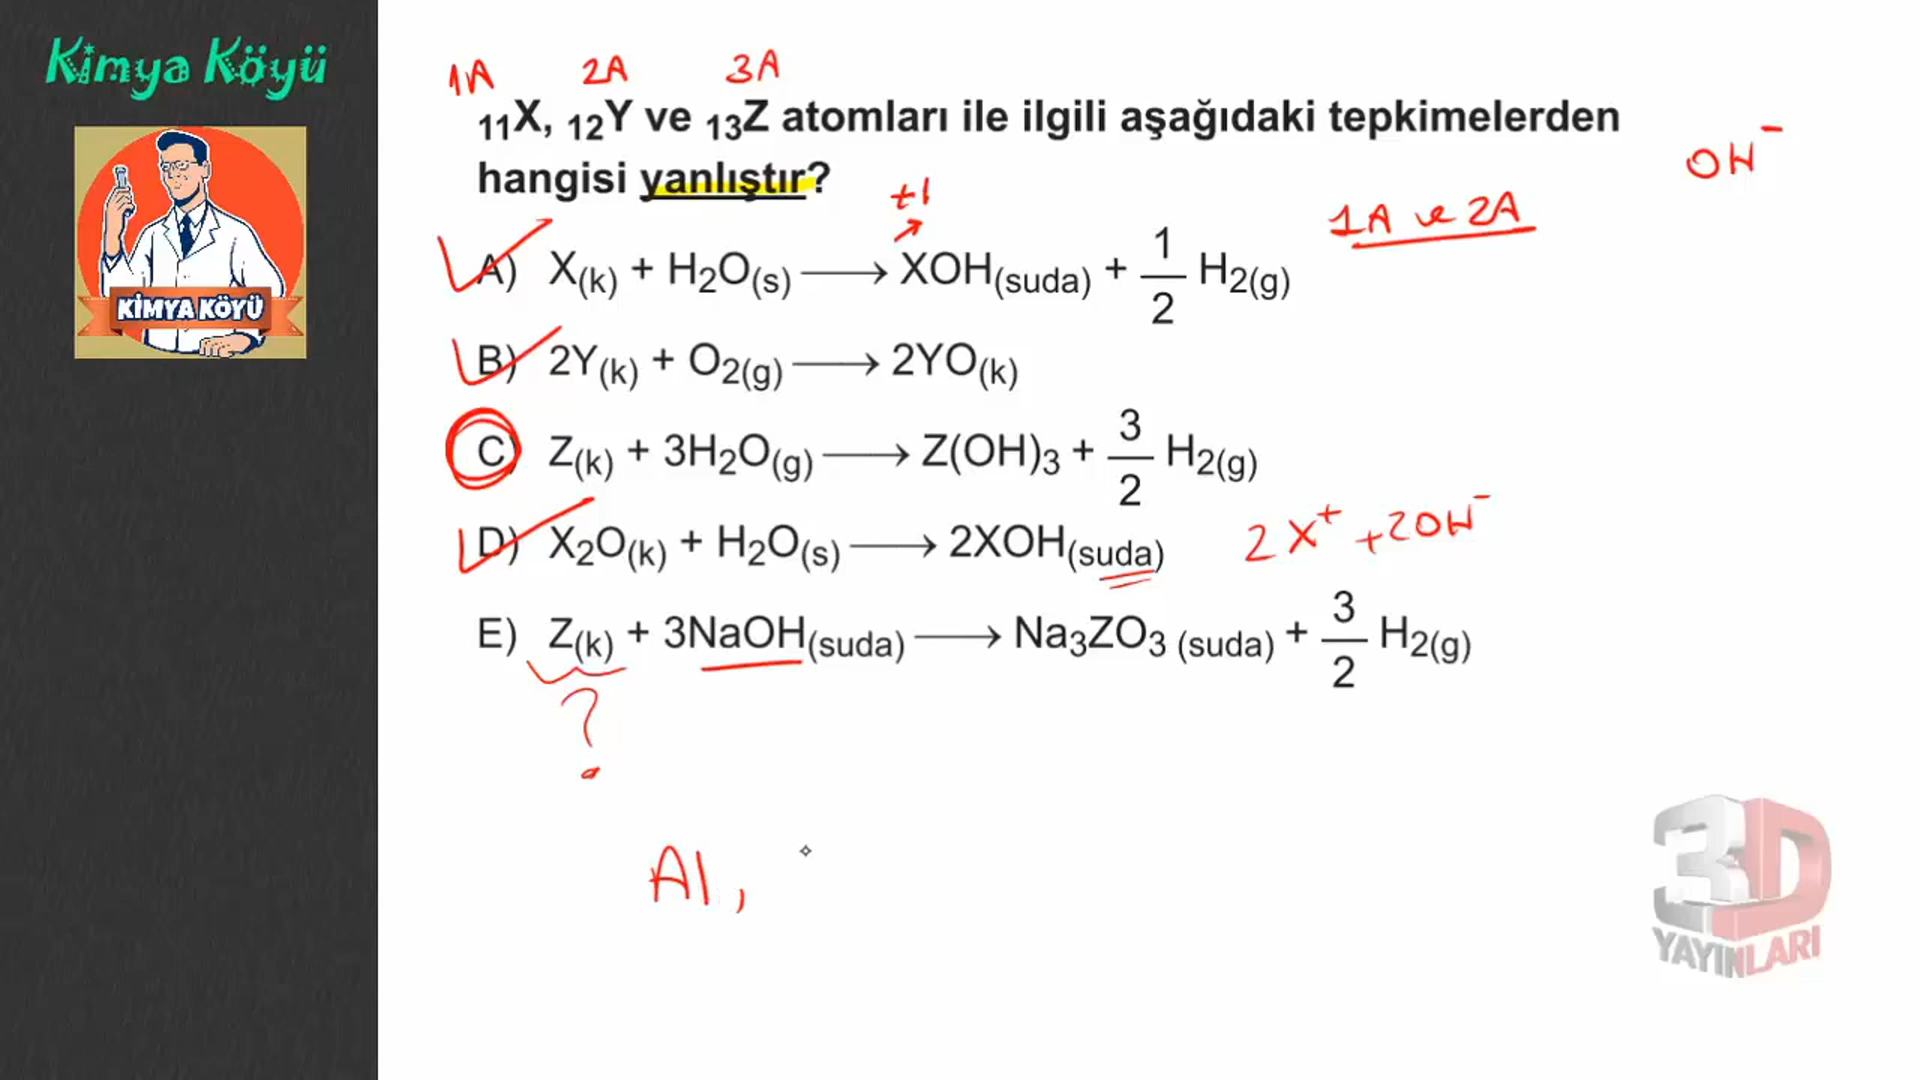 Kimya Köyü
KİMYA KÖYÜ
1A 2A 3A
₁₁X, ₁₂Y ve ₁₃Z atomları ile ilgili aşağıdaki tepkimelerden
hangisi yanlıştır?
OH⁻
+1
1A ve 2A
A) X(k) + H₂O(s) ⟶ XOH(suda) + 1/2 H₂(g)
B) 2Y(k) + O₂(g) ⟶ 2YO(k)
C) Z(k) + 3H₂O(g) ⟶ Z(OH)₃ + 3/2 H₂(g)
D) X₂O(k) + H₂O(s) ⟶ 2XOH(suda)
2X⁺ + 2OH⁻
E) Z(k) + 3NaOH(suda) ⟶ Na₃ZO₃ (suda) + 3/2 H₂(g)
?
Al,
3D
YAYINLARI